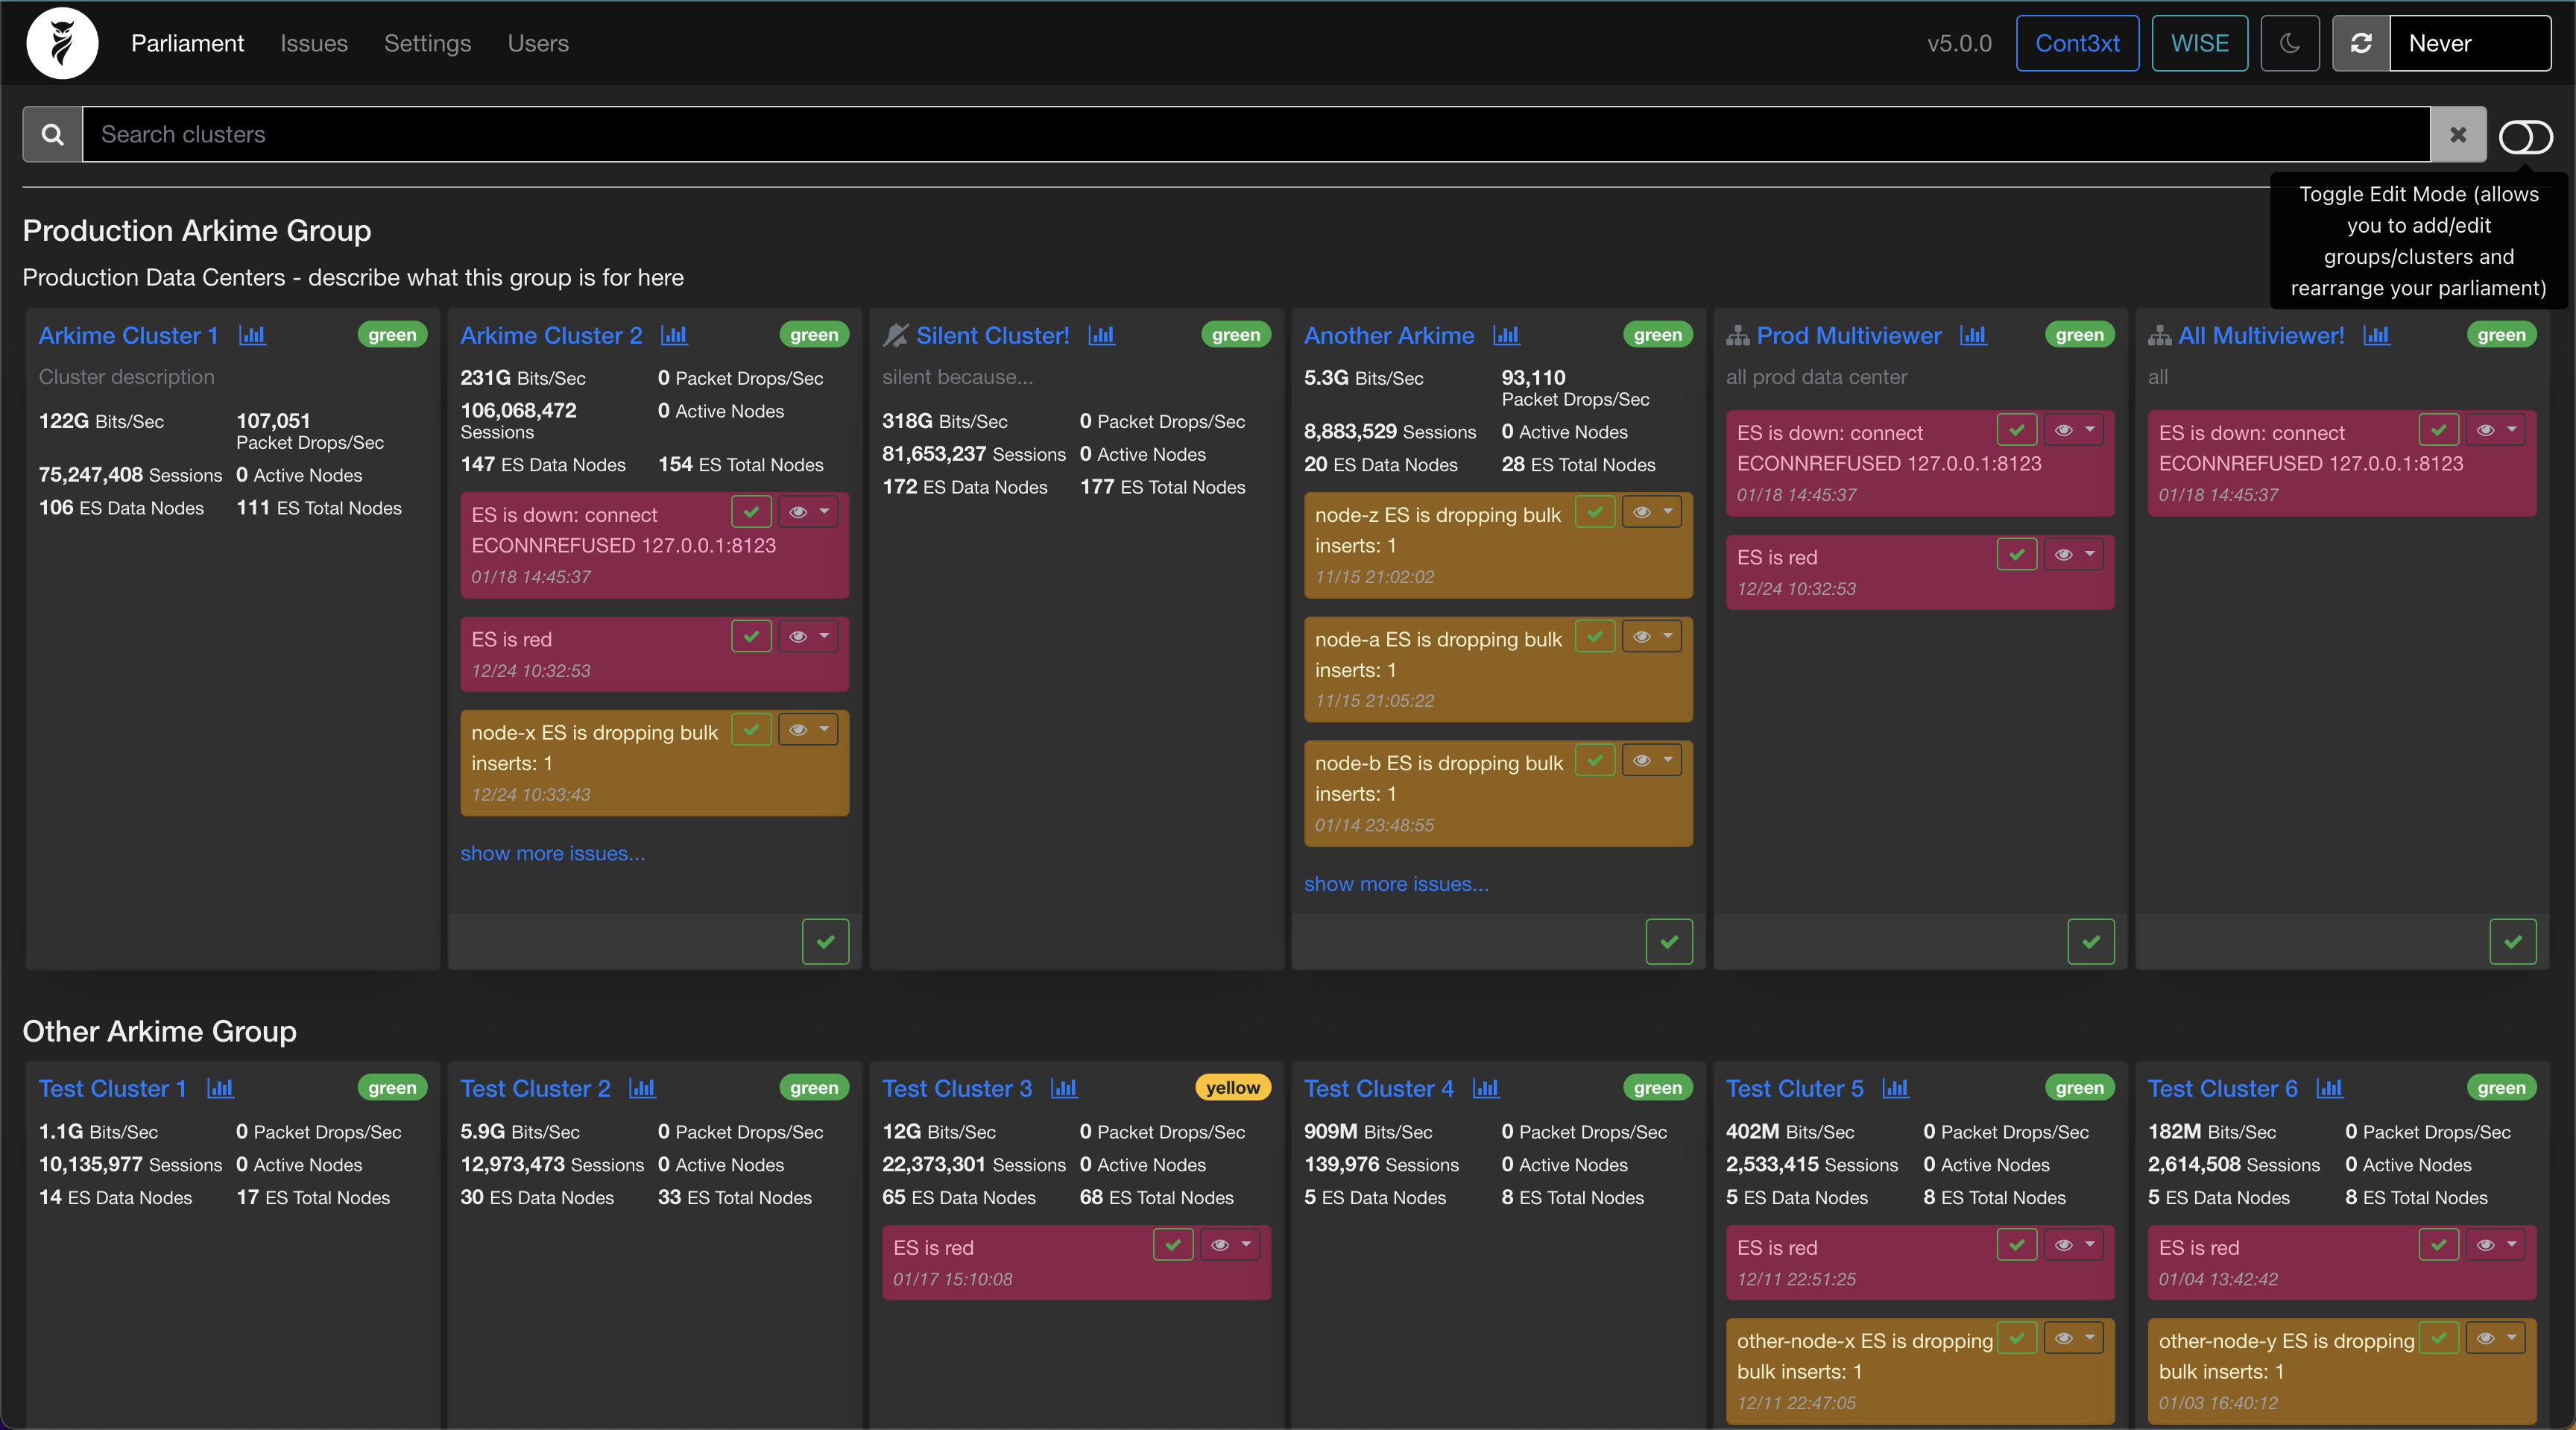 Parliament Issues Settings Users v5.0.0 Cont3xt WISE Never
Search clusters
Toggle Edit Mode (allows
you to add/edit
groups/clusters and
rearrange your parliament)
Production Arkime Group
Production Data Centers - describe what this group is for here
Arkime Cluster 1 green
Cluster description
122G Bits/Sec 107,051
Packet Drops/Sec
75,247,408 Sessions 0 Active Nodes
106 ES Data Nodes 111 ES Total Nodes
Arkime Cluster 2 green
231G Bits/Sec 0 Packet Drops/Sec
106,068,472 0 Active Nodes
Sessions
147 ES Data Nodes 154 ES Total Nodes
ES is down: connect
ECONNREFUSED 127.0.0.1:8123
01/18 14:45:37
ES is red
12/24 10:32:53
node-x ES is dropping bulk
inserts: 1
12/24 10:33:43
show more issues...
Silent Cluster! green
silent because...
318G Bits/Sec 0 Packet Drops/Sec
81,653,237 Sessions 0 Active Nodes
172 ES Data Nodes 177 ES Total Nodes
Another Arkime green
5.3G Bits/Sec 93,110
Packet Drops/Sec
8,883,529 Sessions 0 Active Nodes
20 ES Data Nodes 28 ES Total Nodes
node-z ES is dropping bulk
inserts: 1
11/15 21:02:02
node-a ES is dropping bulk
inserts: 1
11/15 21:05:22
node-b ES is dropping bulk
inserts: 1
01/14 23:48:55
show more issues...
Prod Multiviewer green
all prod data center
ES is down: connect
ECONNREFUSED 127.0.0.1:8123
01/18 14:45:37
ES is red
12/24 10:32:53
All Multiviewer! green
all
ES is down: connect
ECONNREFUSED 127.0.0.1:8123
01/18 14:45:37
Other Arkime Group
Test Cluster 1 green
1.1G Bits/Sec 0 Packet Drops/Sec
10,135,977 Sessions 0 Active Nodes
14 ES Data Nodes 17 ES Total Nodes
Test Cluster 2 green
5.9G Bits/Sec 0 Packet Drops/Sec
12,973,473 Sessions 0 Active Nodes
30 ES Data Nodes 33 ES Total Nodes
Test Cluster 3 yellow
12G Bits/Sec 0 Packet Drops/Sec
22,373,301 Sessions 0 Active Nodes
65 ES Data Nodes 68 ES Total Nodes
ES is red
01/17 15:10:08
Test Cluster 4 green
909M Bits/Sec 0 Packet Drops/Sec
139,976 Sessions 0 Active Nodes
5 ES Data Nodes 8 ES Total Nodes
Test Cluter 5 green
402M Bits/Sec 0 Packet Drops/Sec
2,533,415 Sessions 0 Active Nodes
5 ES Data Nodes 8 ES Total Nodes
ES is red
12/11 22:51:25
other-node-x ES is dropping
bulk inserts: 1
12/11 22:47:05
Test Cluster 6 green
182M Bits/Sec 0 Packet Drops/Sec
2,614,508 Sessions 0 Active Nodes
5 ES Data Nodes 8 ES Total Nodes
ES is red
01/04 13:42:42
other-node-y ES is dropping
bulk inserts: 1
01/03 16:40:12